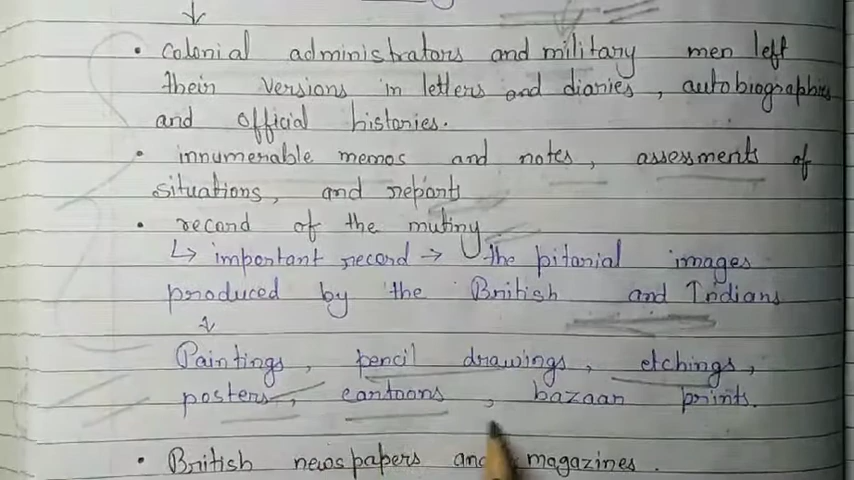 ↓
• colonial administrators and military men left
their versions in letters and diaries, autobiographies
and official histories.
• innumerable memos and notes, assessments of
situations, and reports
• record of the mutiny
↳ important record → the pitorial images
produced by the British and Indians
↓
Paintings, pencil drawings, etchings,
posters, cartoons, bazaar prints.
• British newspapers and magazines.